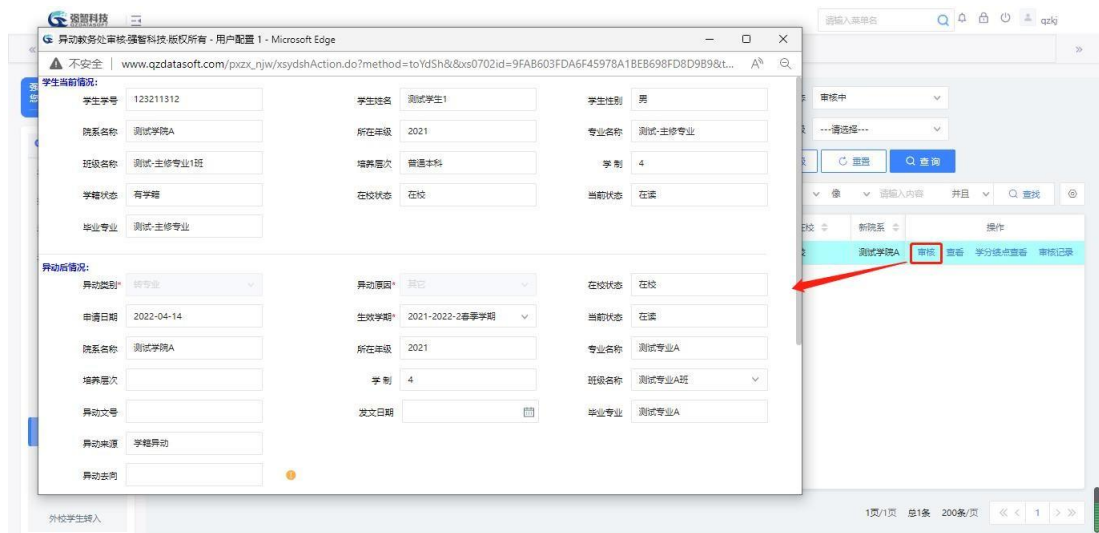 强智科技
QZDATASOFT
请输入菜单名
qzkj
异动教务处审核-强智科技-版权所有 - 用户配置 1 - Microsoft Edge
不安全 | www.qzdatasoft.com/pxzx_njw/xsydshAction.do?method=toYdSh&&xs0702id=9FAB603FDA6F45978A1BEB698FD8D9B9&t...
学生当前情况:
学生学号 123211312 学生姓名 测试学生1 学生性别 男
审核中
院系名称 测试学院A 所在年级 2021 专业名称 测试-主修专业
---请选择---
班级名称 测试-主修专业1班 培养层次 普通本科 学 制 4
重置 查询
学籍状态 有学籍 在校状态 在校 当前状态 在读
像 请输入内容 并且 查找
毕业专业 测试-主修专业
新院系 操作
异动后情况:
测试学院A 审核 查看 学分绩点查看 审核记录
异动类别* 转专业 异动原因* 其它 在校状态 在校
申请日期 2022-04-14 生效学期* 2021-2022-2春季学期 当前状态 在读
院系名称 测试学院A 所在年级 2021 专业名称 测试专业A
培养层次 学 制 4 班级名称 测试专业A班
异动文号 发文日期 毕业专业 测试专业A
异动来源 学籍异动
异动去向
外校学生转入
1页/1页 总1条 200条/页 1